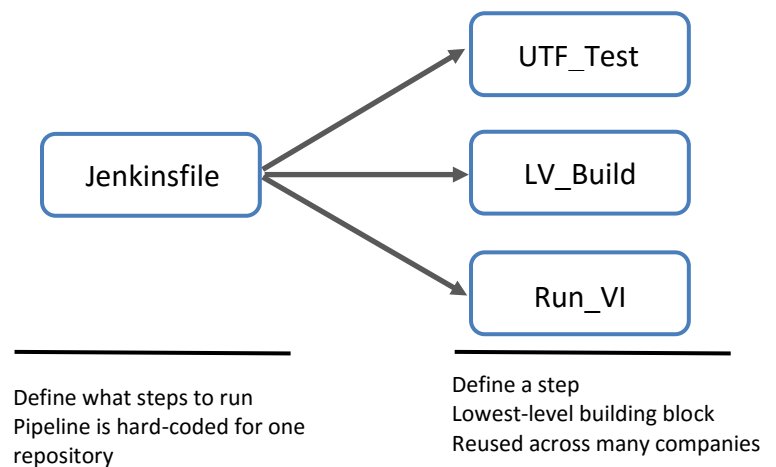 UTF_Test
Jenkinsfile
LV_Build
Run_VI
Define what steps to run
Pipeline is hard-coded for one
repository
Define a step
Lowest-level building block
Reused across many companies